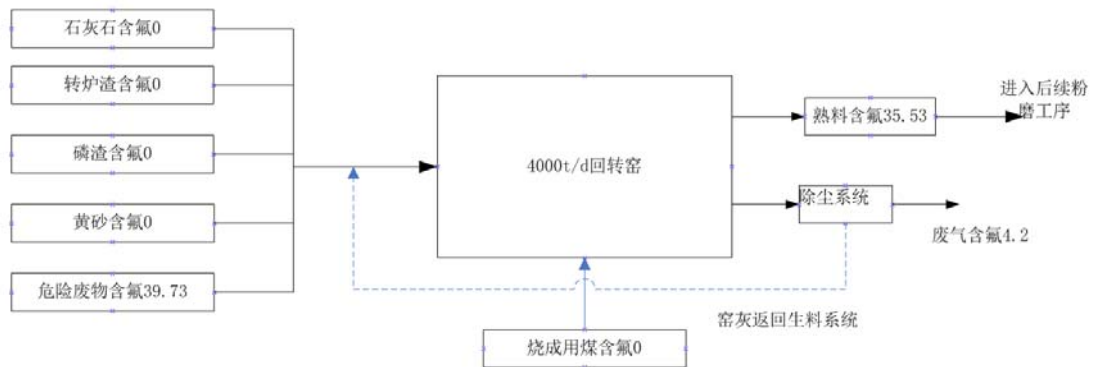 石灰石含氟0
转炉渣含氟0
磷渣含氟0
黄砂含氟0
危险废物含氟39.73
4000t/d回转窑
烧成用煤含氟0
熟料含氟35.53
进入后续粉
磨工序
除尘系统
废气含氟4.2
窑灰返回生料系统